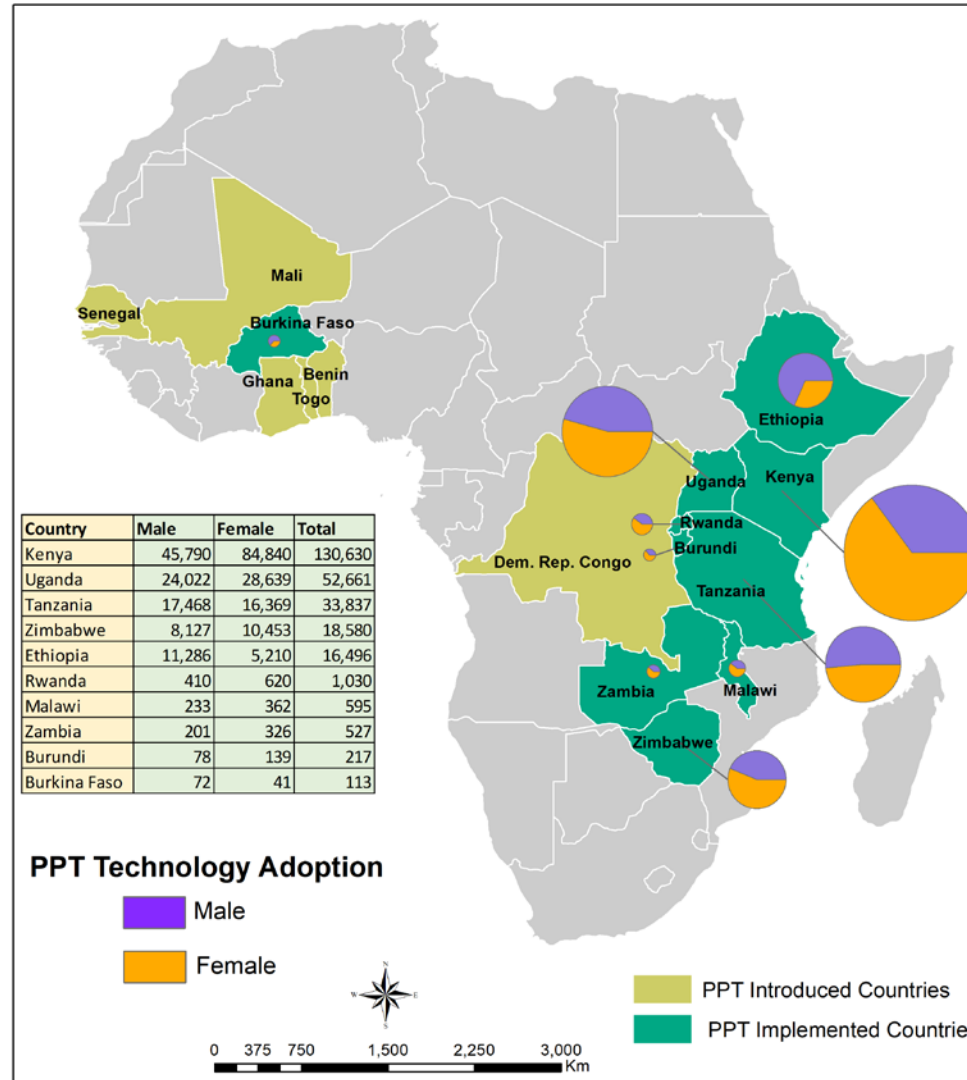 Mali
Senegal
Burkina Faso
Benin
Ghana
Togo
Ethiopia
Kenya
Uganda
Rwanda
Burundi
Dem. Rep. Congo
Tanzania
Zambia
Malawi
Zimbabwe
Country Male Female Total
Kenya 45,790 84,840 130,630
Uganda 24,022 28,639 52,661
Tanzania 17,468 16,369 33,837
Zimbabwe 8,127 10,453 18,580
Ethiopia 11,286 5,210 16,496
Rwanda 410 620 1,030
Malawi 233 362 595
Zambia 201 326 527
Burundi 78 139 217
Burkina Faso 72 41 113
PPT Technology Adoption
Male
Female
N
W E
S
PPT Introduced Countries
PPT Implemented Countrie
0 375 750 1,500 2,250 3,000
Km